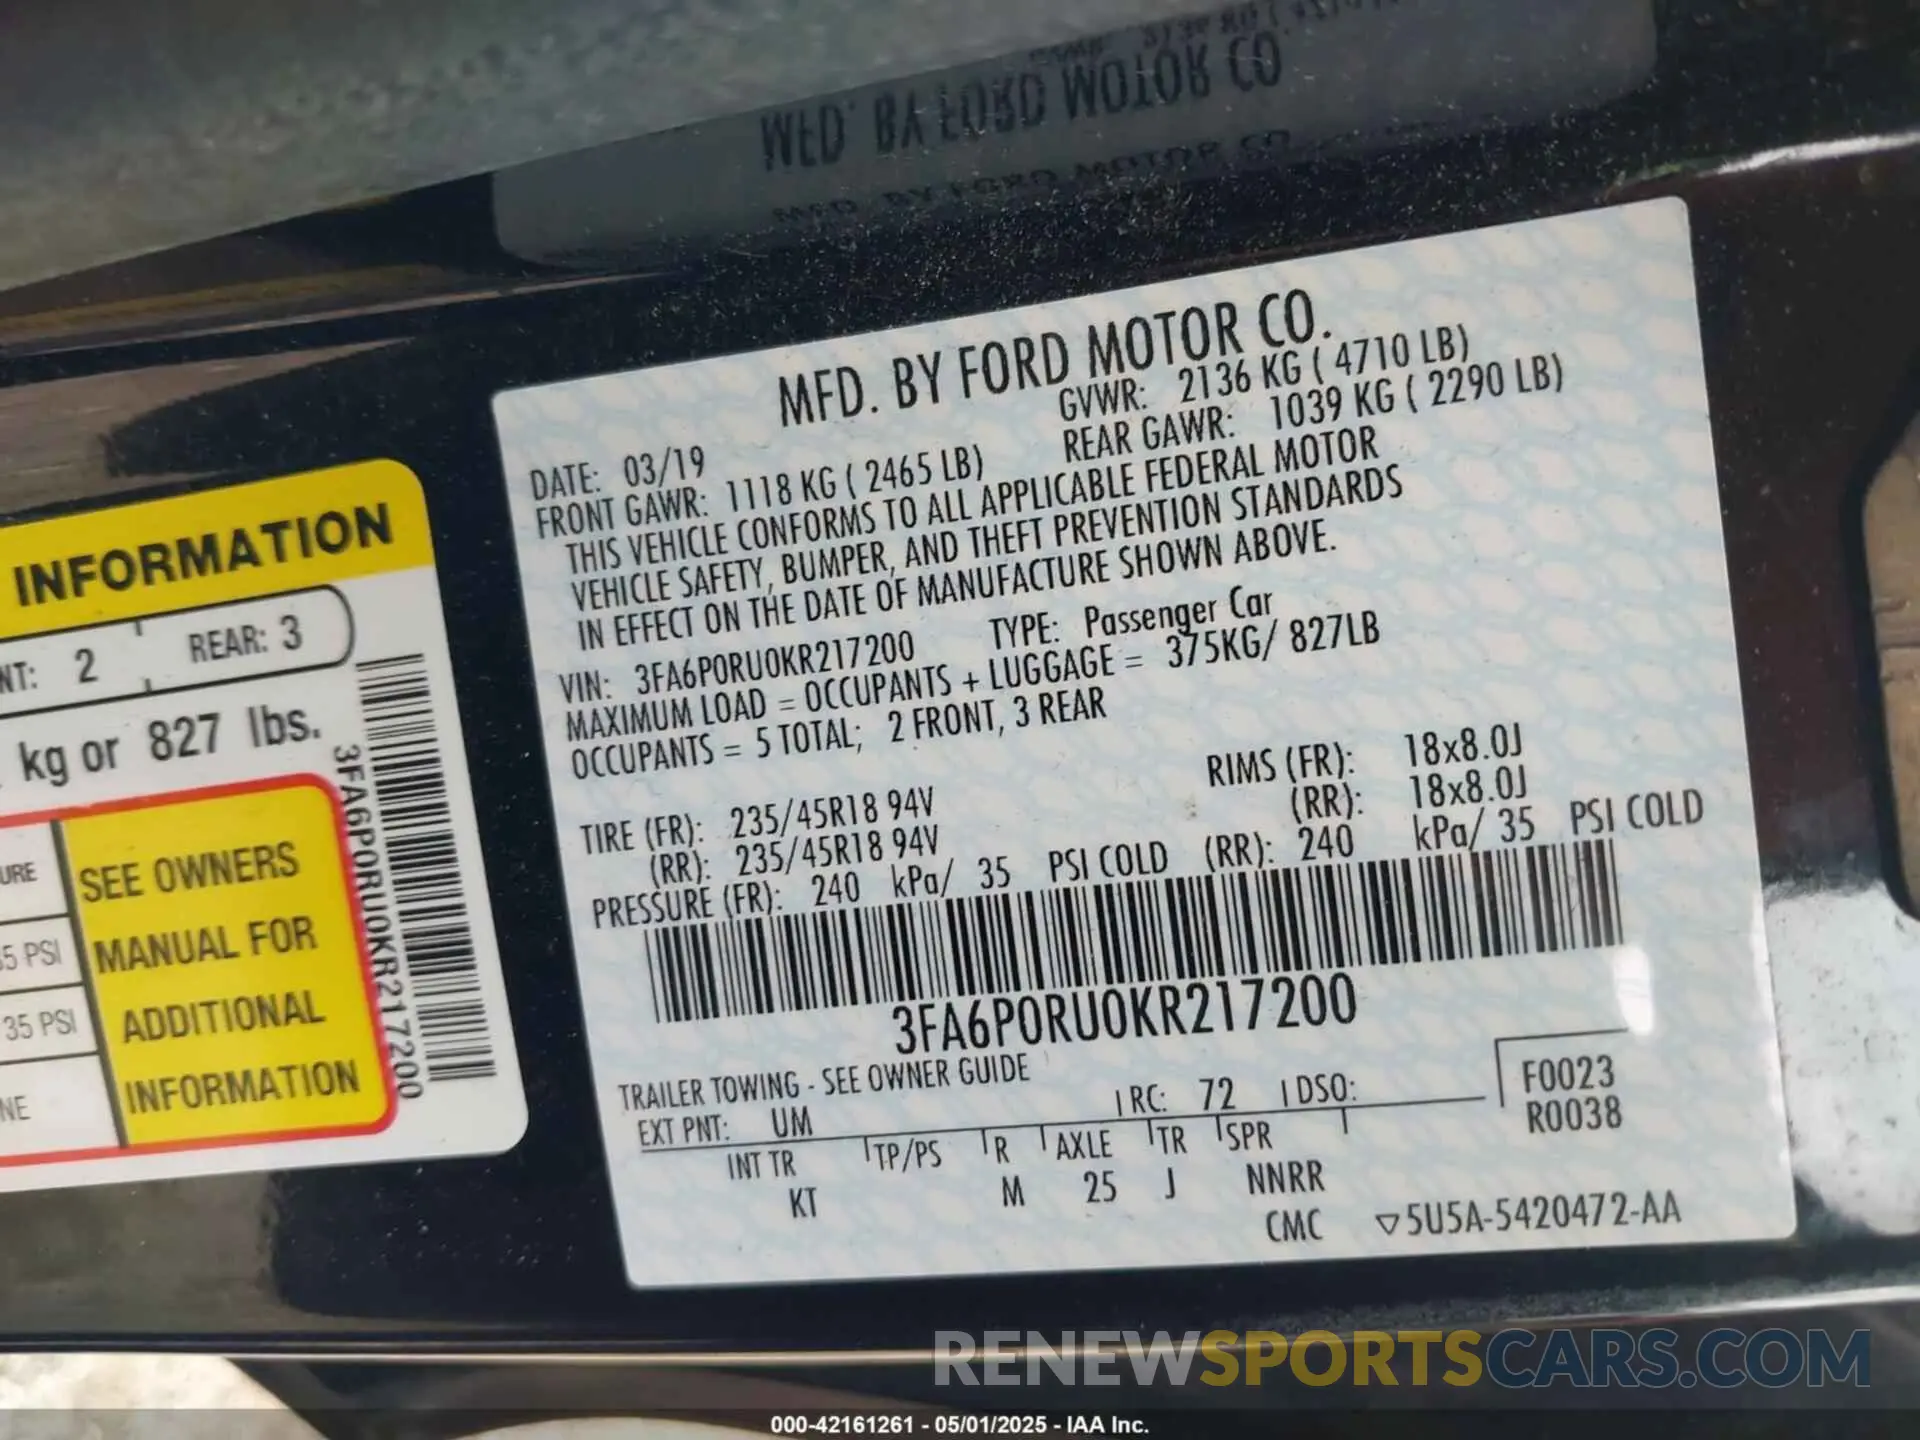 MFD. BY FORD MOTOR CO
MFD. BY FORD MOTOR CO
MFD. BY FORD MOTOR CO.
DATE: 03/19 GVWR: 2136 KG ( 4710 LB)
FRONT GAWR: 1118 KG ( 2465 LB) REAR GAWR: 1039 KG ( 2290 LB)
THIS VEHICLE CONFORMS TO ALL APPLICABLE FEDERAL MOTOR
VEHICLE SAFETY, BUMPER, AND THEFT PREVENTION STANDARDS
IN EFFECT ON THE DATE OF MANUFACTURE SHOWN ABOVE.
VIN: 3FA6P0RU0KR217200 TYPE: Passenger Car
MAXIMUM LOAD = OCCUPANTS + LUGGAGE = 375KG/ 827LB
OCCUPANTS = 5 TOTAL; 2 FRONT, 3 REAR
TIRE (FR): 235/45R18 94V RIMS (FR): 18x8.0J
(RR): 235/45R18 94V (RR): 18x8.0J
PRESSURE (FR): 240 kPa/ 35 PSI COLD (RR): 240 kPa/ 35 PSI COLD
3FA6P0RU0KR217200
TRAILER TOWING - SEE OWNER GUIDE
EXT PNT: UM RC: 72 DSO: F0023
R0038
INT TR TP/PS R AXLE TR SPR
KT M 25 J NNRR
CMC ▽5U5A-5420472-AA
INFORMATION
NT: 2 REAR: 3
kg or 827 lbs.
3FA6P0RU0KR217200
URE
5 PSI
35 PSI
NE
SEE OWNERS
MANUAL FOR
ADDITIONAL
INFORMATION
RENEWSPORTSCARS.COM
000-42161261 - 05/01/2025 - IAA Inc.